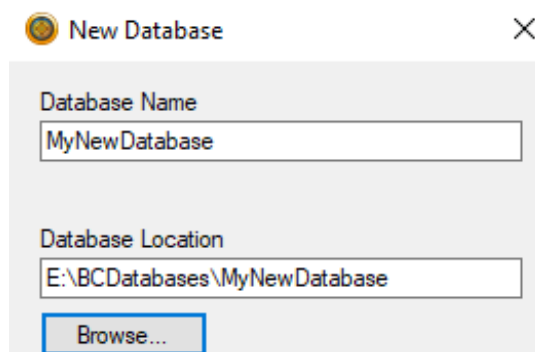 New Database
Database Name
MyNewDatabase
Database Location
E:\BCDatabases\MyNewDatabase
Browse...